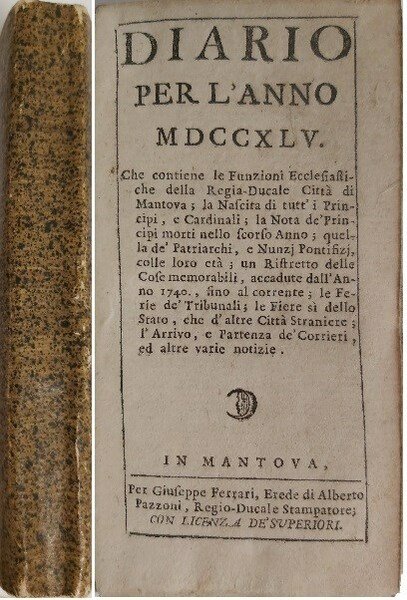 DIARIO
PER L'ANNO
MDCCXLV.
Che contiene le Funzioni Ecclesiasti-
che della Regia-Ducale Città di
Mantova; la Nascita di tutt' i Prin-
cipi, e Cardinali; la Nota de' Prin-
cipi morti nello scorso Anno; quel-
la de' Patriarchi, e Nunzj Pontifizj,
colle loro età; un Ristretto delle
Cose memorabili, accadute dall' An-
no 1740., sino al corrente; le Fe-
rie de' Tribunali; le Fiere sì dello
Stato, che d'altre Città Straniere;
l'Arrivo, e Partenza de' Corrieri,
ed altre varie notizie.
IN MANTOVA,
Per Giuseppe Ferrari, Erede di Alberto
Pazzoni, Regio-Ducale Stampatore;
CON LICENZA DE' SUPERIORI.